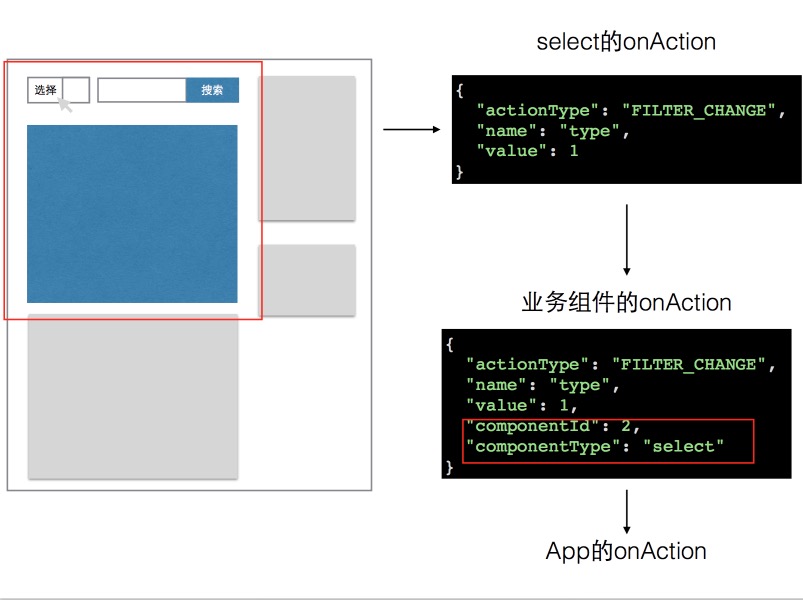 select的onAction
选择
搜索
{
"actionType": "FILTER_CHANGE",
"name": "type",
"value": 1
}
业务组件的onAction
{
"actionType": "FILTER_CHANGE",
"name": "type",
"value": 1,
"componentId": 2,
"componentType": "select"
}
App的onAction